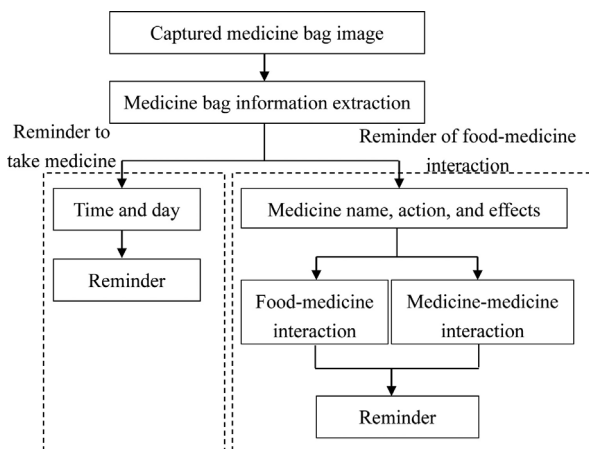 Captured medicine bag image
Medicine bag information extraction
Reminder to
take medicine
Reminder of food-medicine
interaction
Time and day
Reminder
Medicine name, action, and effects
Food-medicine
interaction
Medicine-medicine
interaction
Reminder